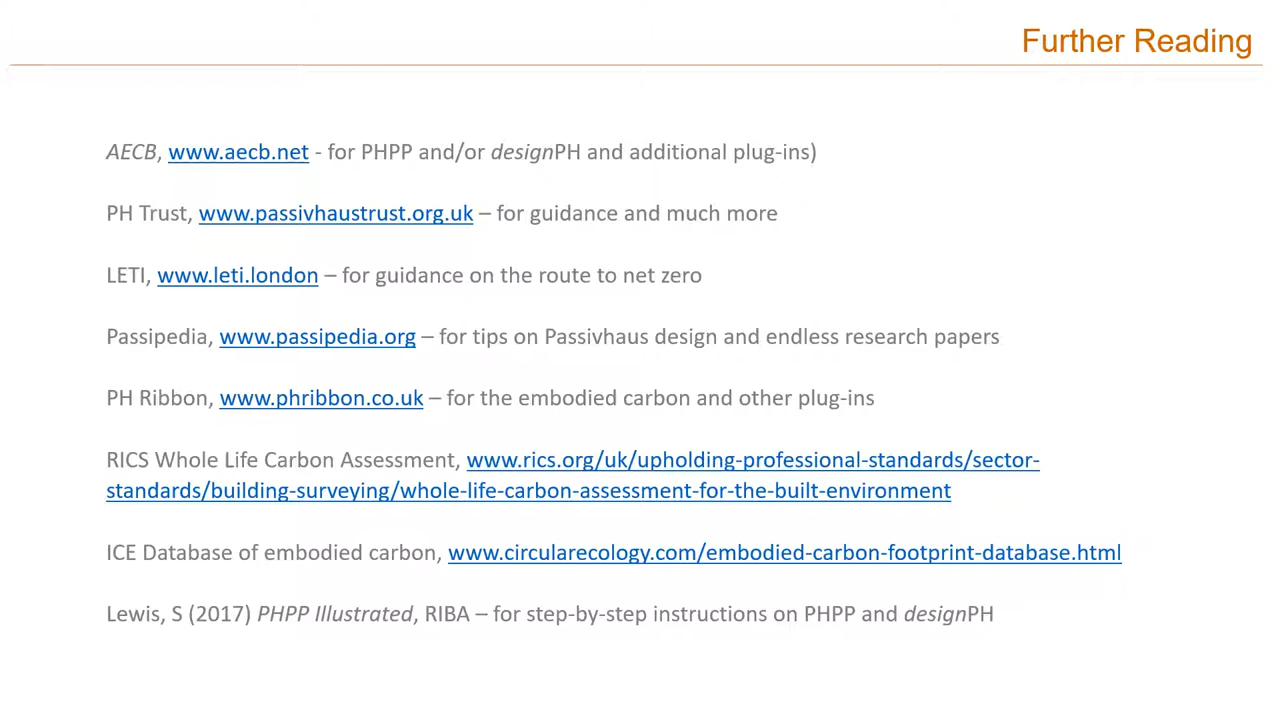 Further Reading
AECB, www.aecb.net - for PHPP and/or designPH and additional plug-ins)
PH Trust, www.passivhaustrust.org.uk – for guidance and much more
LETI, www.leti.london – for guidance on the route to net zero
Passipedia, www.passipedia.org – for tips on Passivhaus design and endless research papers
PH Ribbon, www.phribbon.co.uk – for the embodied carbon and other plug-ins
RICS Whole Life Carbon Assessment, www.rics.org/uk/upholding-professional-standards/sector-
standards/building-surveying/whole-life-carbon-assessment-for-the-built-environment
ICE Database of embodied carbon, www.circularecology.com/embodied-carbon-footprint-database.html
Lewis, S (2017) PHPP Illustrated, RIBA – for step-by-step instructions on PHPP and designPH